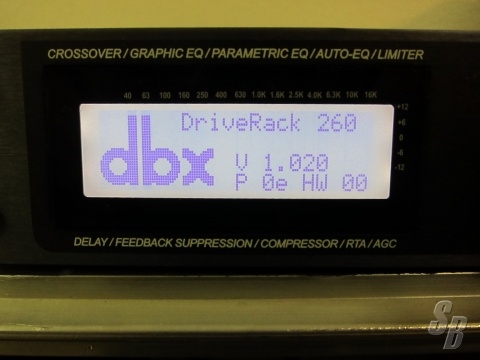 CROSSOVER / GRAPHIC EQ / PARAMETRIC EQ / AUTO-EQ / LIMITER
40 63 100 160 250 400 630 1.0K 1.6K 2.5K 4.0K 6.3K 10K 16K
+12
+6
0
-6
-12
dbx
DriveRack 260
V 1.020
P 0e HW 00
DELAY / FEEDBACK SUPPRESSION / COMPRESSOR / RTA / AGC
SB